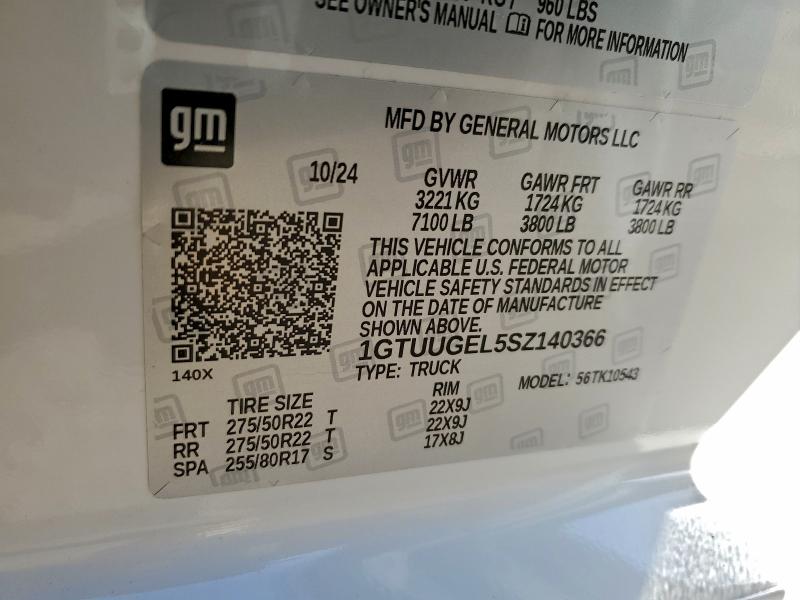 960 LBS
SEE OWNER'S MANUAL FOR MORE INFORMATION
gm
MFD BY GENERAL MOTORS LLC
10/24
GVWR GAWR FRT GAWR RR
3221 KG 1724 KG 1724 KG
7100 LB 3800 LB 3800 LB
THIS VEHICLE CONFORMS TO ALL
APPLICABLE U.S. FEDERAL MOTOR
VEHICLE SAFETY STANDARDS IN EFFECT
ON THE DATE OF MANUFACTURE
SHOWN ABOVE.
1GTUUGEL5SZ140366
140X
TYPE: TRUCK MODEL: 56TK10543
TIRE SIZE RIM
FRT 275/50R22 T 22X9J
RR 275/50R22 T 22X9J
SPA 255/80R17 S 17X8J